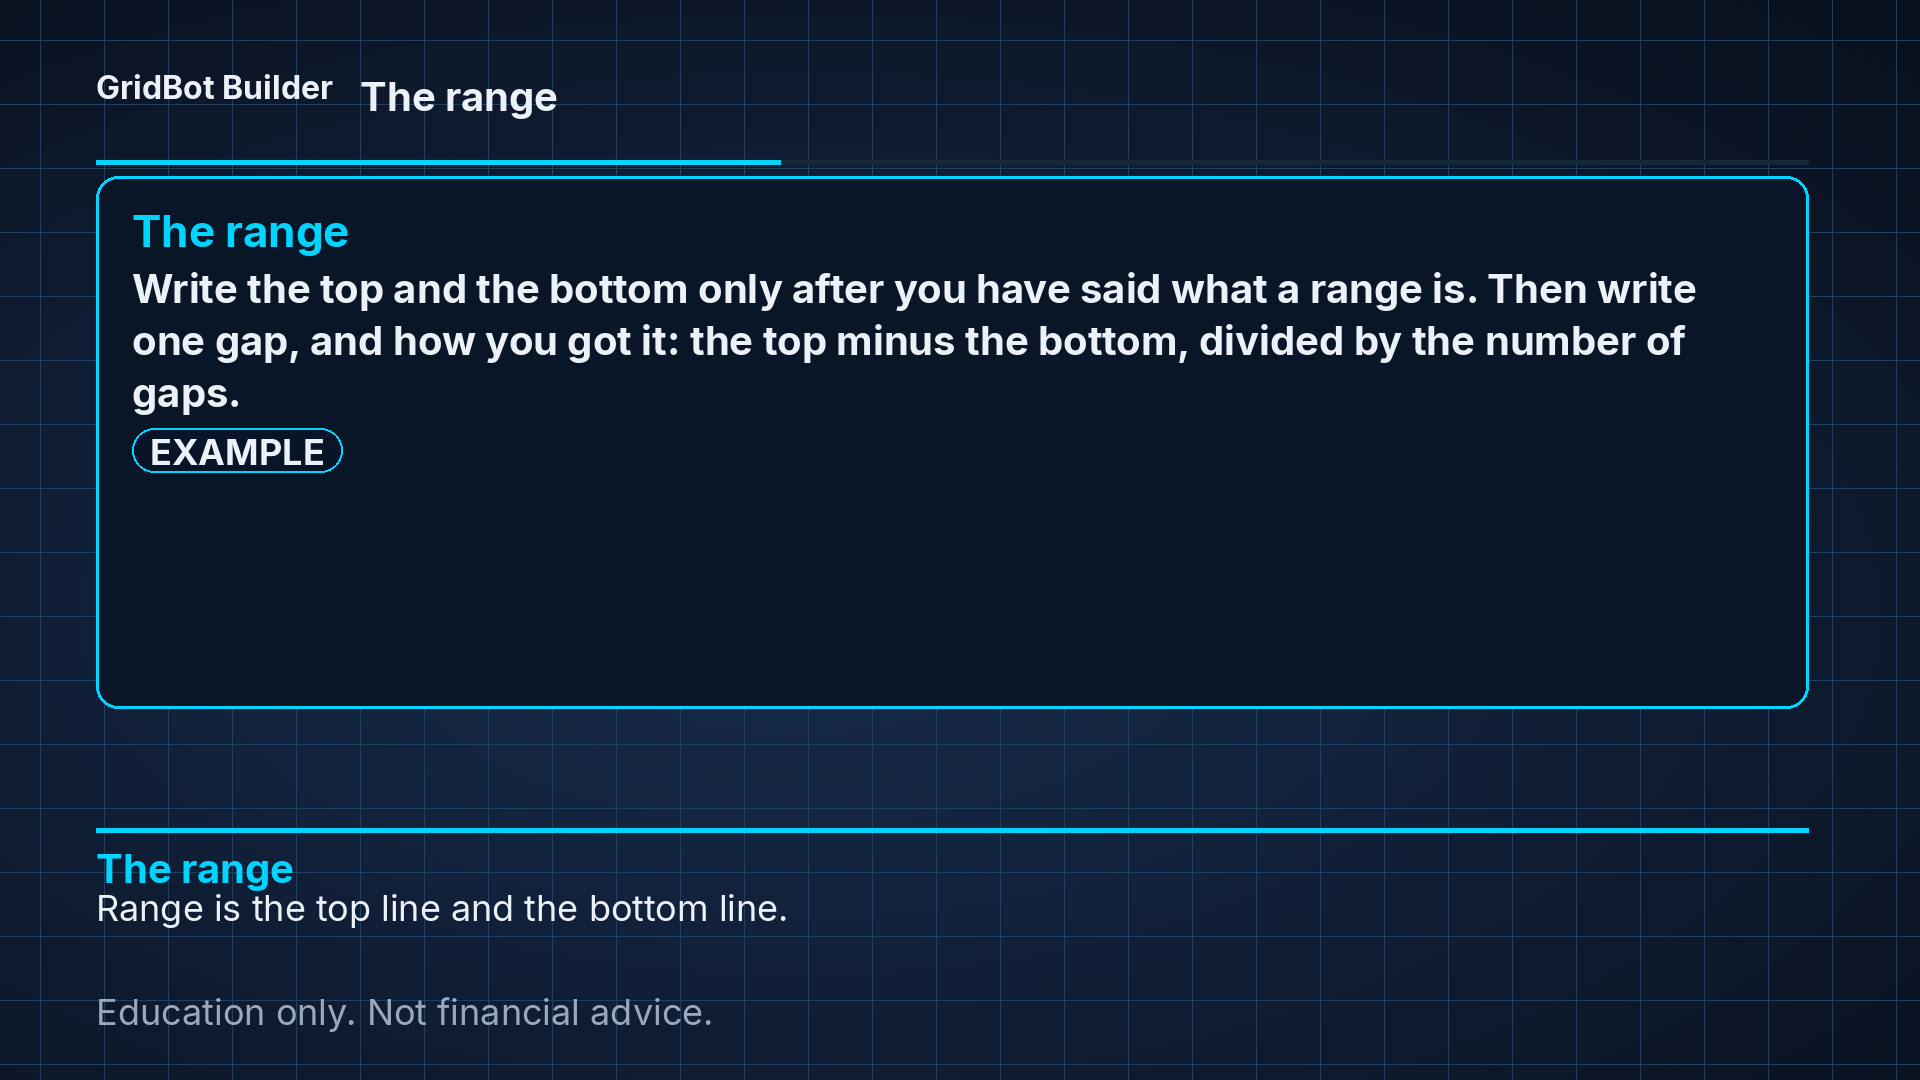 GridBot Builder
The range
The range
Write the top and the bottom only after you have said what a range is. Then write
one gap, and how you got it: the top minus the bottom, divided by the number of
gaps.
EXAMPLE
The range
Range is the top line and the bottom line.
Education only. Not financial advice.